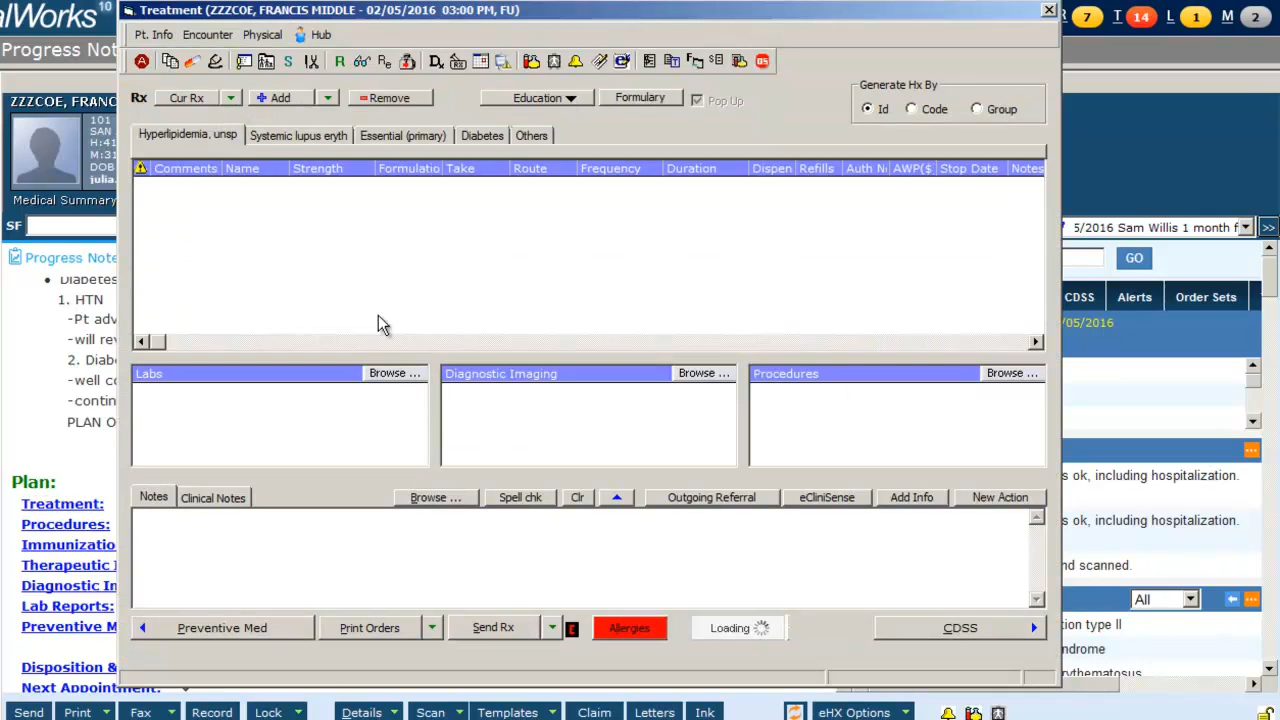 alWorks 10
Treatment (ZZZCOE, FRANCIS MIDDLE - 02/05/2016 03:00 PM, FU)
R 7 T 14 L 1 M 2
Progress Not
Pt. Info Encounter Physical Hub
Rx Cur Rx Add Remove Education Formulary Pop Up
Generate Hx By
Id Code Group
ZZZCOE, FRANC
101
SAN
H:41
M:31
DOB
julia.
Medical Summary
SF
Hyperlipidemia, unsp Systemic lupus eryth Essential (primary) Diabetes Others
Comments Name Strength Formulatio Take Route Frequency Duration Dispen Refills Auth N AWP($ Stop Date Notes
5/2016 Sam Willis 1 month f >>
GO
CDSS Alerts Order Sets
/05/2016
Progress Note
Diabetes
1. HTN
-Pt adv
-will rev
2. Diab
-well co
-contin
PLAN O
Labs Browse ... Diagnostic Imaging Browse ... Procedures Browse ...
s ok, including hospitalization.
s ok, including hospitalization.
nd scanned.
All
tion type II
ndrome
rythematosus
Plan:
Treatment:
Procedures:
Immunizatio
Therapeutic I
Diagnostic In
Lab Reports:
Preventive M
Disposition &
Next Appointment:
Notes Clinical Notes Browse ... Spell chk Clr Outgoing Referral eCliniSense Add Info New Action
Preventive Med Print Orders Send Rx E Allergies Loading CDSS
Send Print Fax Record Lock Details Scan Templates Claim Letters Ink eHX Options